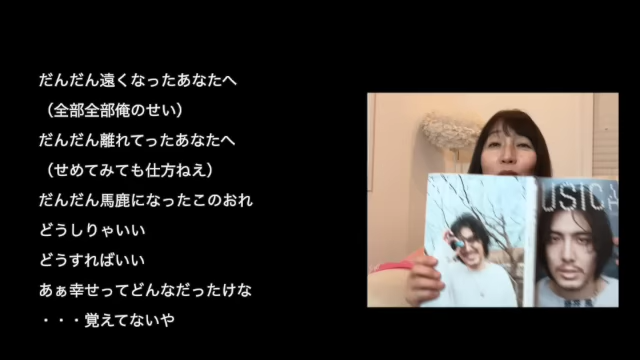 だんだん遠くなったあなたへ
（全部全部俺のせい）
だんだん離れてったあなたへ
（せめてみても仕方ねえ）
だんだん馬鹿になったこのおれ
どうしりゃいい
どうすればいい
あぁ幸せってどんなだったけな
・・・覚えてないや
USIC